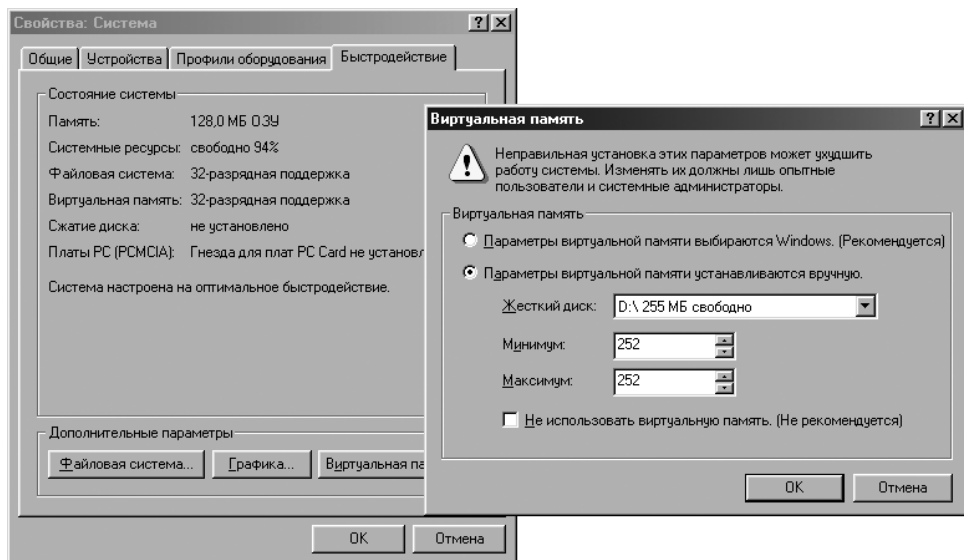 Свойства: Система
Общие Устройства Профили оборудования Быстродействие
Состояние системы
Память: 128,0 МБ ОЗУ
Системные ресурсы: свободно 94%
Файловая система: 32-разрядная поддержка
Виртуальная память: 32-разрядная поддержка
Сжатие диска: не установлено
Платы PC (PCMCIA): Гнезда для плат PC Card не установл
Система настроена на оптимальное быстродействие.
Дополнительные параметры
Файловая система... Графика... Виртуальная па
OK Отмена
Виртуальная память
Неправильная установка этих параметров может ухудшить
работу системы. Изменять их должны лишь опытные
пользователи и системные администраторы.
Виртуальная память
Параметры виртуальной памяти выбираются Windows. (Рекомендуется)
Параметры виртуальной памяти устанавливаются вручную.
Жесткий диск: D:\ 255 МБ свободно
Минимум: 252
Максимум: 252
Не использовать виртуальную память. (Не рекомендуется)
OK Отмена